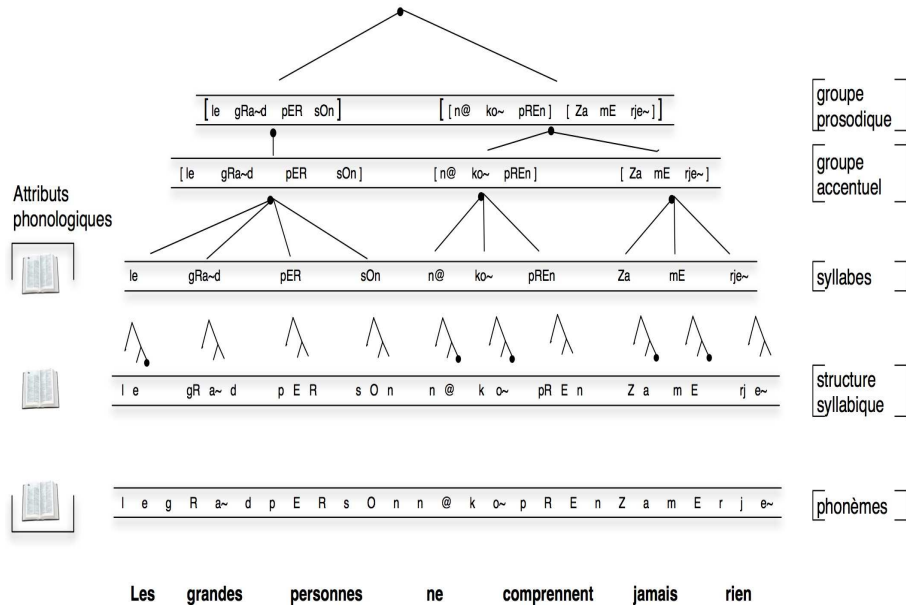 [ le gRa~d pER sOn ] [ [ n@ ko~ pREn ] [ Za mE rje~ ] ]
groupe
prosodique
[ le gRa~d pER sOn ] [ n@ ko~ pREn ] [ Za mE rje~ ]
groupe
accentuel
Attributs
phonologiques
le gRa~d pER sOn n@ ko~ pREn Za mE rje~
syllabes
l e gR a~ d p E R s O n n @ k o~ pR E n Z a m E rj e~
structure
syllabique
l e g R a~ d p E R s O n n @ k o~ p R E n Z a m E r j e~
phonèmes
Les grandes personnes ne comprennent jamais rien